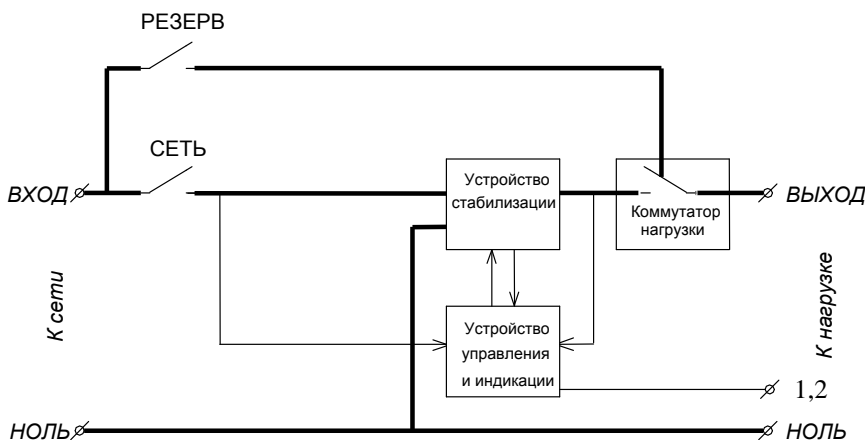 РЕЗЕРВ
СЕТЬ
ВХОД
Устройство
стабилизации
Коммутатор
нагрузки
ВЫХОД
К сети
Устройство
управления
и индикации
К нагрузке
1,2
НОЛЬ
НОЛЬ